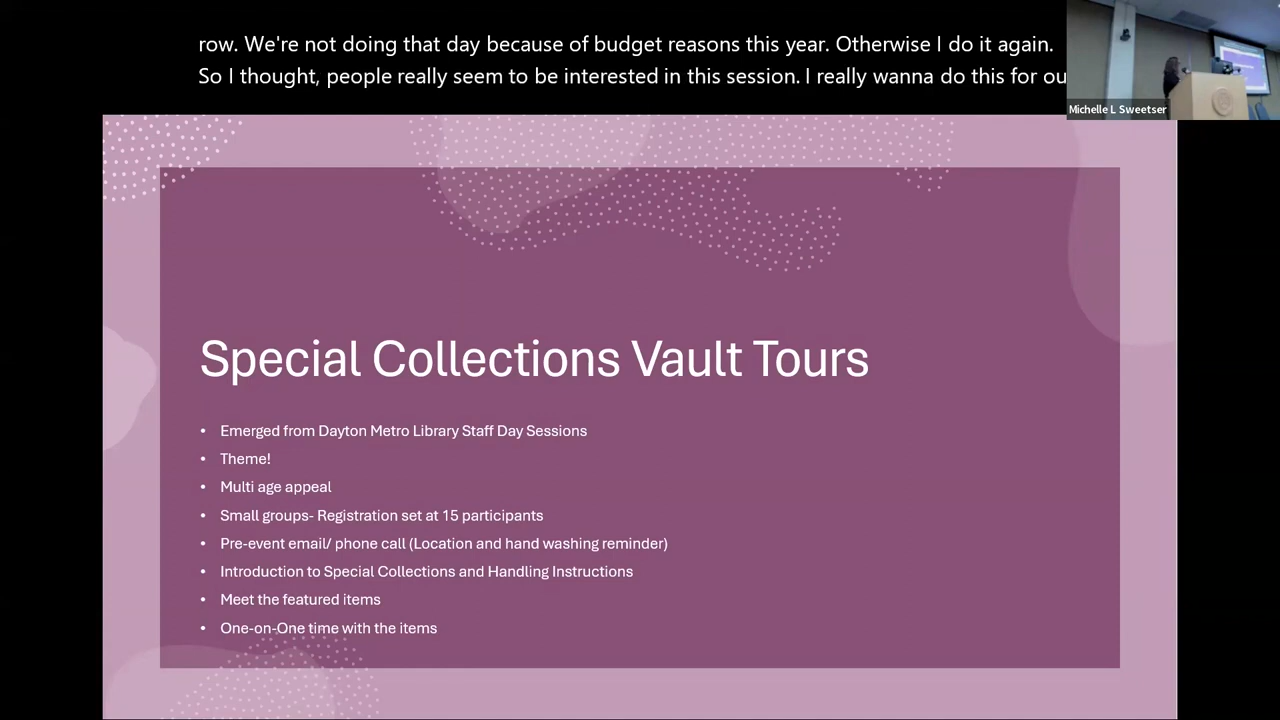 row. We're not doing that day because of budget reasons this year. Otherwise I do it again.
So I thought, people really seem to be interested in this session. I really wanna do this for ou
Michelle L Sweetser
Special Collections Vault Tours
• Emerged from Dayton Metro Library Staff Day Sessions
• Theme!
• Multi age appeal
• Small groups- Registration set at 15 participants
• Pre-event email/ phone call (Location and hand washing reminder)
• Introduction to Special Collections and Handling Instructions
• Meet the featured items
• One-on-One time with the items